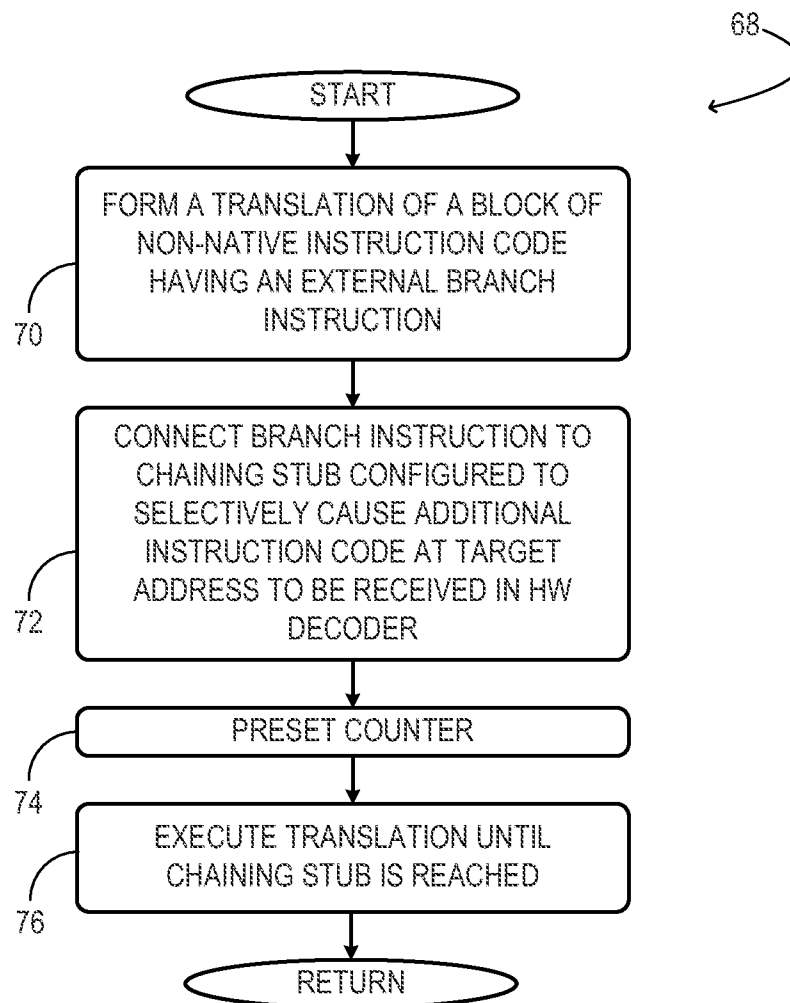 68
START
FORM A TRANSLATION OF A BLOCK OF
NON-NATIVE INSTRUCTION CODE
HAVING AN EXTERNAL BRANCH
INSTRUCTION
70
CONNECT BRANCH INSTRUCTION TO
CHAINING STUB CONFIGURED TO
SELECTIVELY CAUSE ADDITIONAL
INSTRUCTION CODE AT TARGET
ADDRESS TO BE RECEIVED IN HW
DECODER
72
PRESET COUNTER
74
EXECUTE TRANSLATION UNTIL
CHAINING STUB IS REACHED
76
RETURN